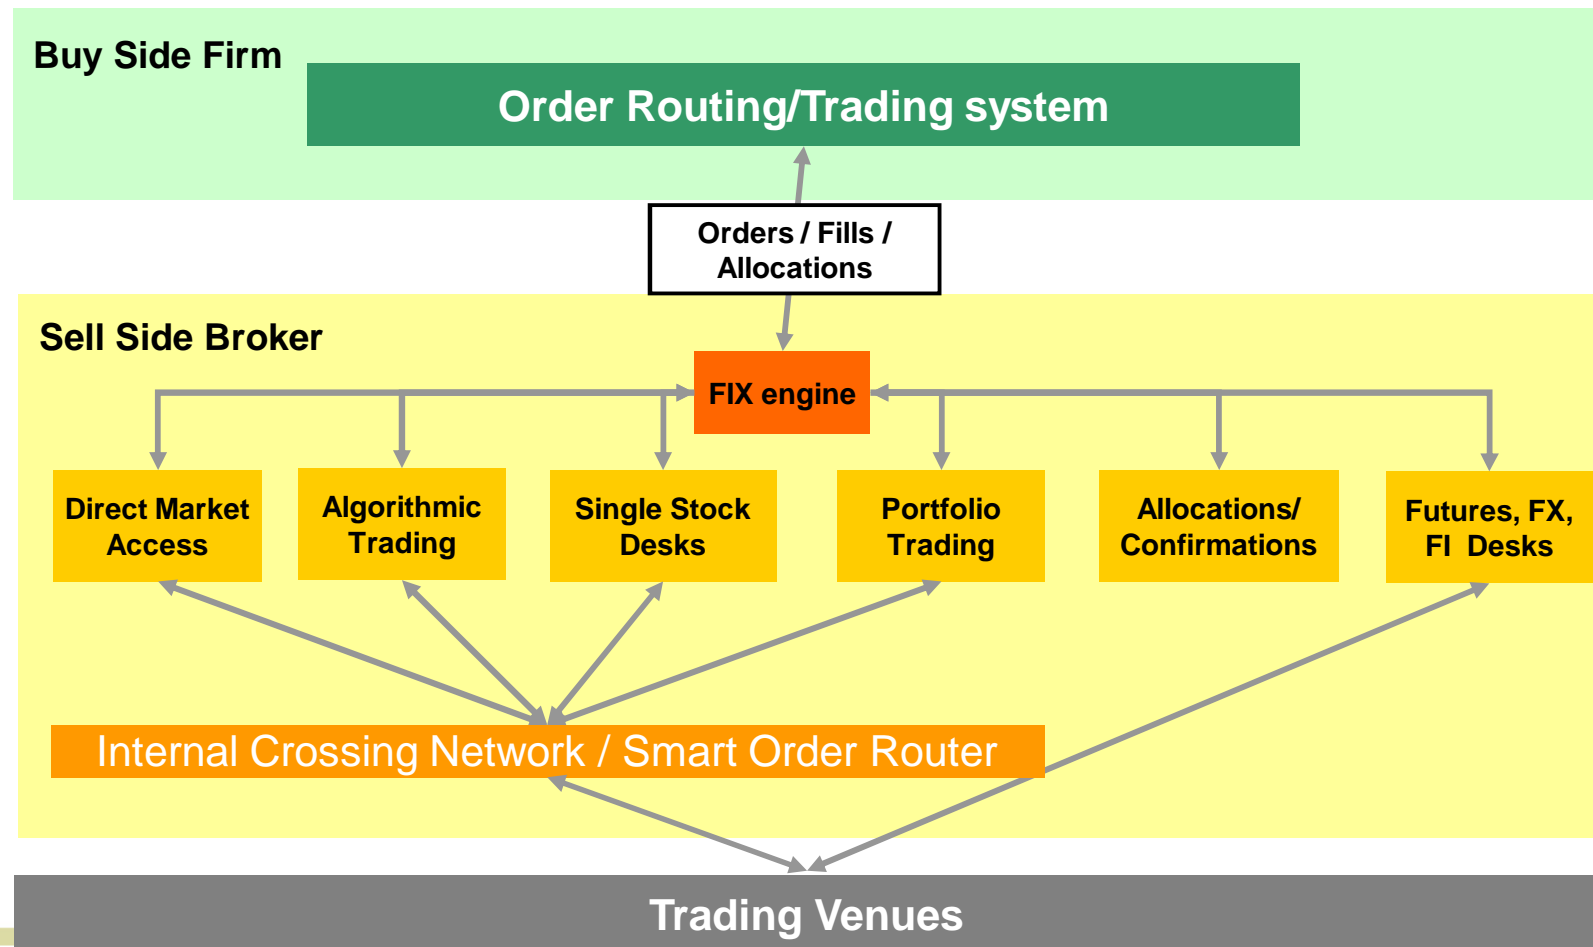 Buy Side Firm
Order Routing/Trading system
Orders / Fills /
Allocations
Sell Side Broker
FIX engine
Direct Market
Access
Algorithmic
Trading
Single Stock
Desks
Portfolio
Trading
Allocations/
Confirmations
Futures, FX,
FI  Desks
Internal Crossing Network / Smart Order Router
Trading Venues